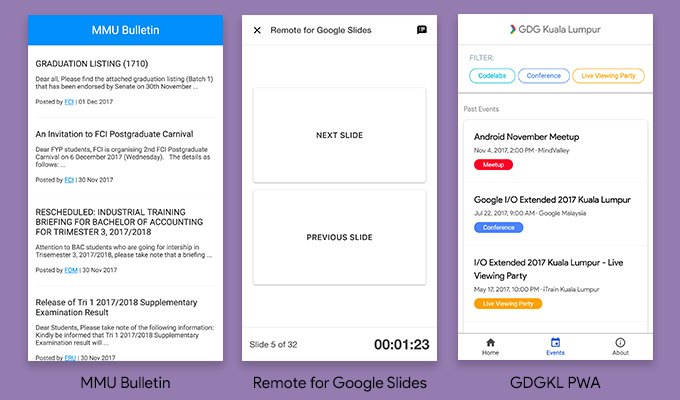 MMU Bulletin
GRADUATION LISTING (1710)
Dear all, Please find the attached graduation listing (Batch 1)
that has been endorsed by Senate on 30th November ...
Posted by FCI | 01 Dec 2017
An Invitation to FCI Postgraduate Carnival
Dear FYP students, FCI is organising 2nd FCI Postgraduate
Carnival on 6 December 2017 (Wednesday). The details as
follows: ...
Posted by FCI | 30 Nov 2017
RESCHEDULED: INDUSTRIAL TRAINING
BRIEFING FOR BACHELOR OF ACCOUNTING
FOR TRIMESTER 3, 2017/2018
Attention to BAC students who are going for intership in
Trisemester 3, 2017/2018, please take note that a briefing ...
Posted by FOM | 30 Nov 2017
Release of Tri 1 2017/2018 Supplementary
Examination Result
Dear Students, Please take note of the following information:
Kindly be informed that Tri 1 2017/2018 Supplementary
Examination result will ...
Posted by ERU | 30 Nov 2017
MMU Bulletin
Remote for Google Slides
NEXT SLIDE
PREVIOUS SLIDE
Slide 5 of 32
00:01:23
Remote for Google Slides
GDG Kuala Lumpur
FILTER:
Codelabs
Conference
Live Viewing Party
Past Events
Android November Meetup
Nov 4, 2017, 2:00 PM · MindValley
Meetup
Google I/O Extended 2017 Kuala Lumpur
Jul 22, 2017, 9:00 AM · Google Malaysia
Conference
I/O Extended 2017 Kuala Lumpur - Live
Viewing Party
May 17, 2017, 10:00 PM · iTrain Kuala Lumpur
Live Viewing Party
Home
Events
About
GDGKL PWA